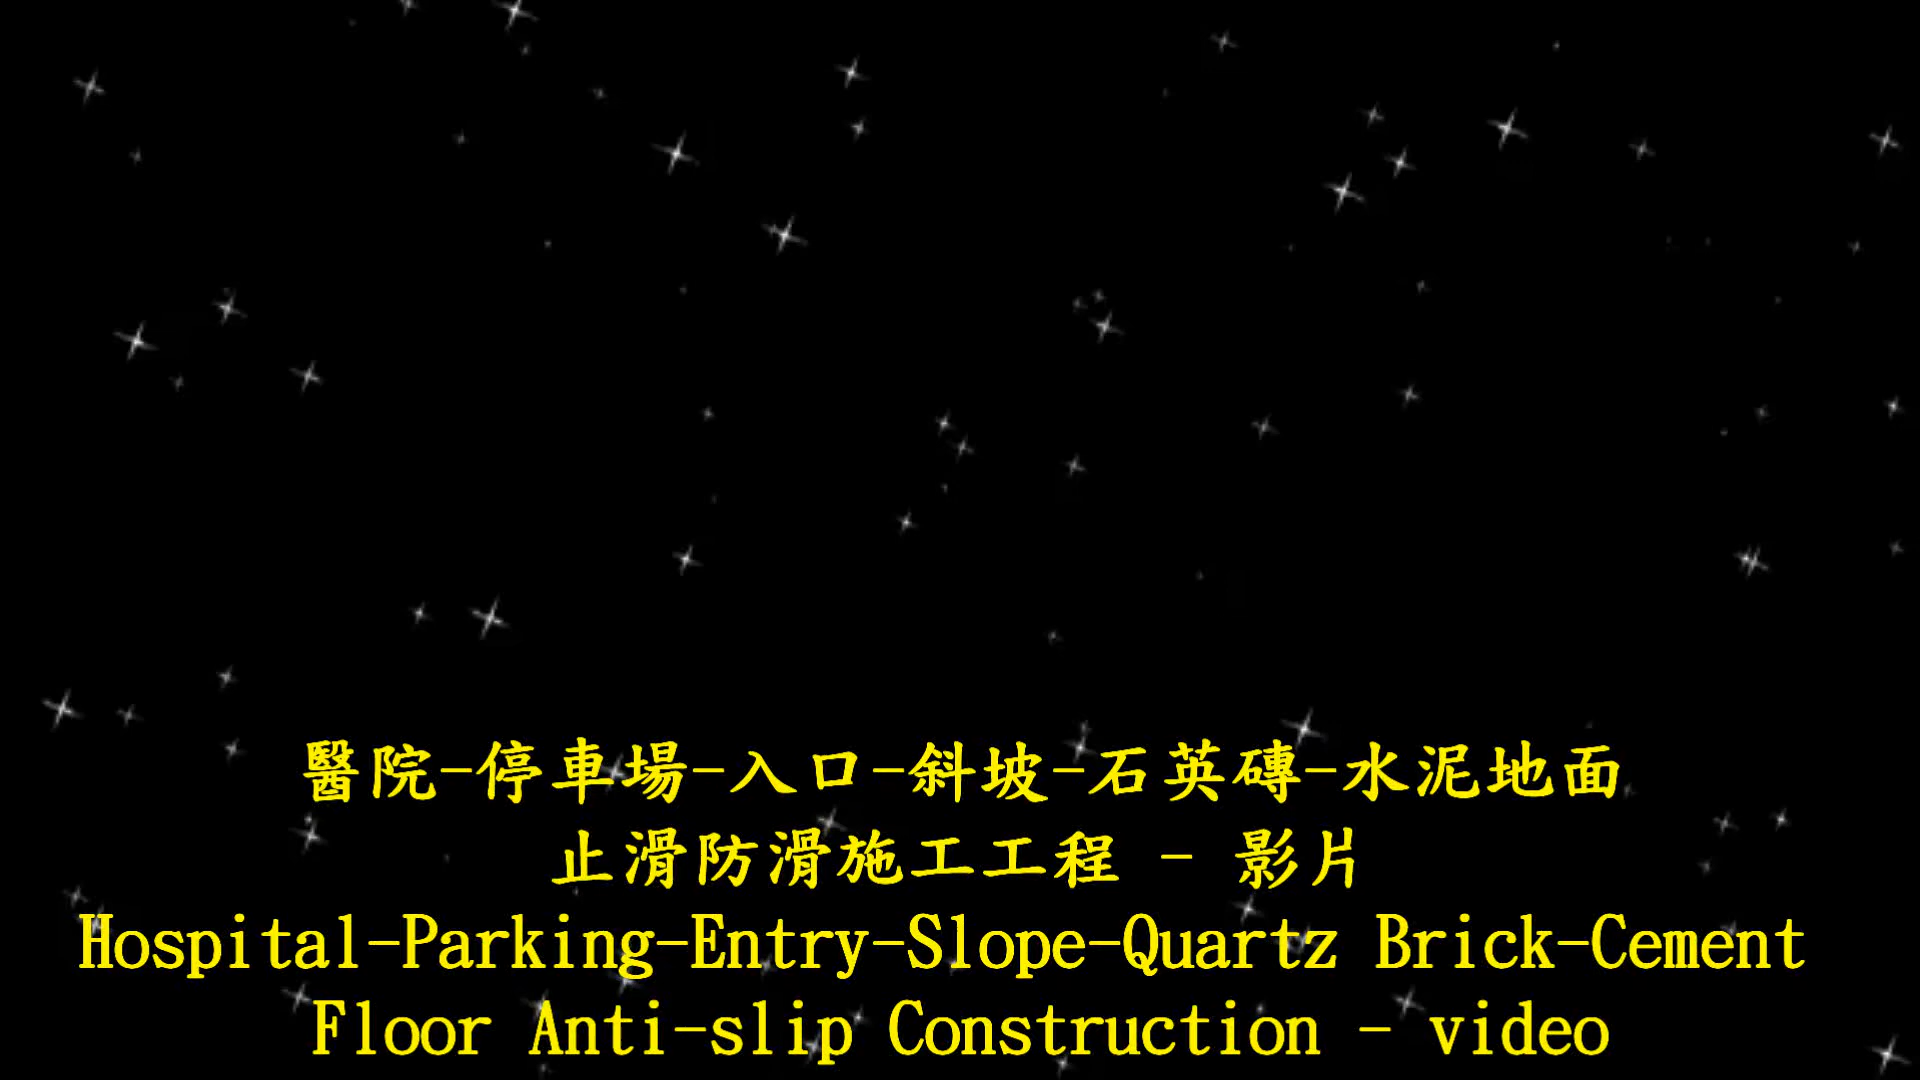 醫院-停車場-入口-斜坡-石英磚-水泥地面
止滑防滑施工工程 - 影片
Hospital-Parking-Entry-Slope-Quartz Brick-Cement
Floor Anti-slip Construction - video